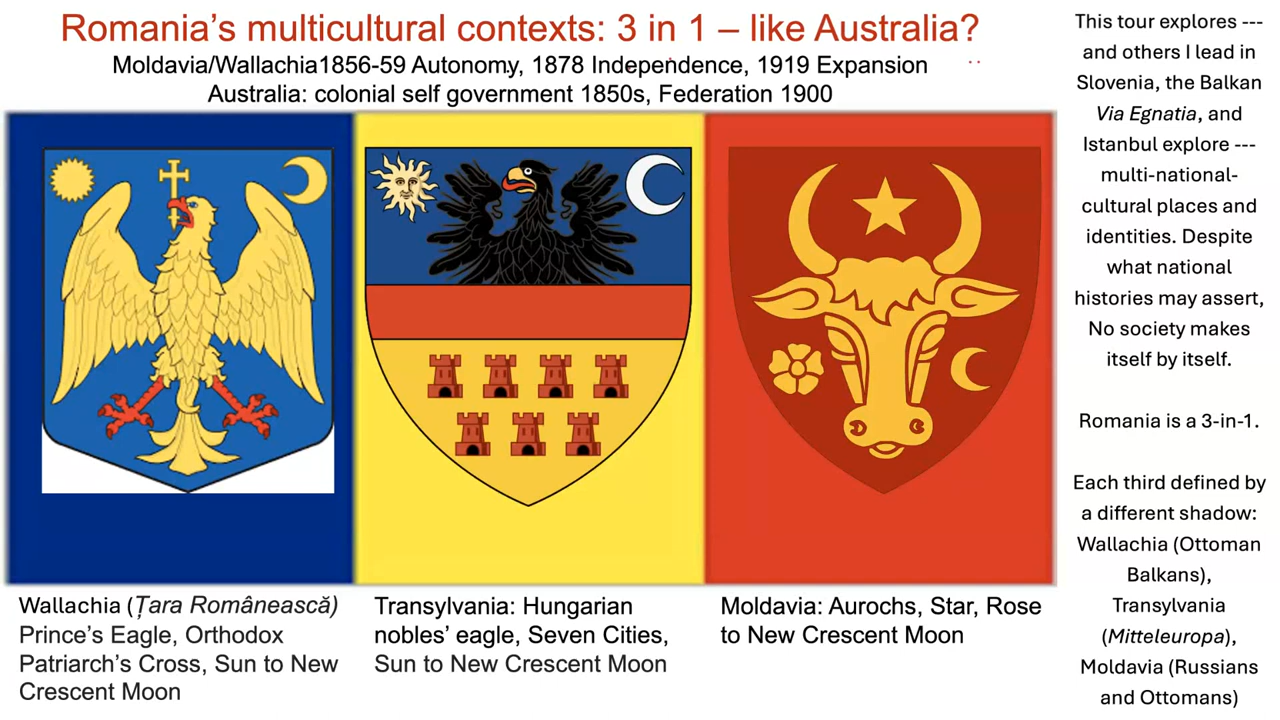 Romania's multicultural contexts: 3 in 1 – like Australia?
Moldavia/Wallachia1856-59 Autonomy, 1878 Independence, 1919 Expansion
Australia: colonial self government 1850s, Federation 1900
Wallachia (Țara Românească)
Prince's Eagle, Orthodox
Patriarch's Cross, Sun to New
Crescent Moon
Transylvania: Hungarian
nobles' eagle, Seven Cities,
Sun to New Crescent Moon
Moldavia: Aurochs, Star, Rose
to New Crescent Moon
This tour explores ---
and others I lead in
Slovenia, the Balkan
Via Egnatia, and
Istanbul explore ---
multi-national-
cultural places and
identities. Despite
what national
histories may assert,
No society makes
itself by itself.
Romania is a 3-in-1.
Each third defined by
a different shadow:
Wallachia (Ottoman
Balkans),
Transylvania
(Mitteleuropa),
Moldavia (Russians
and Ottomans)